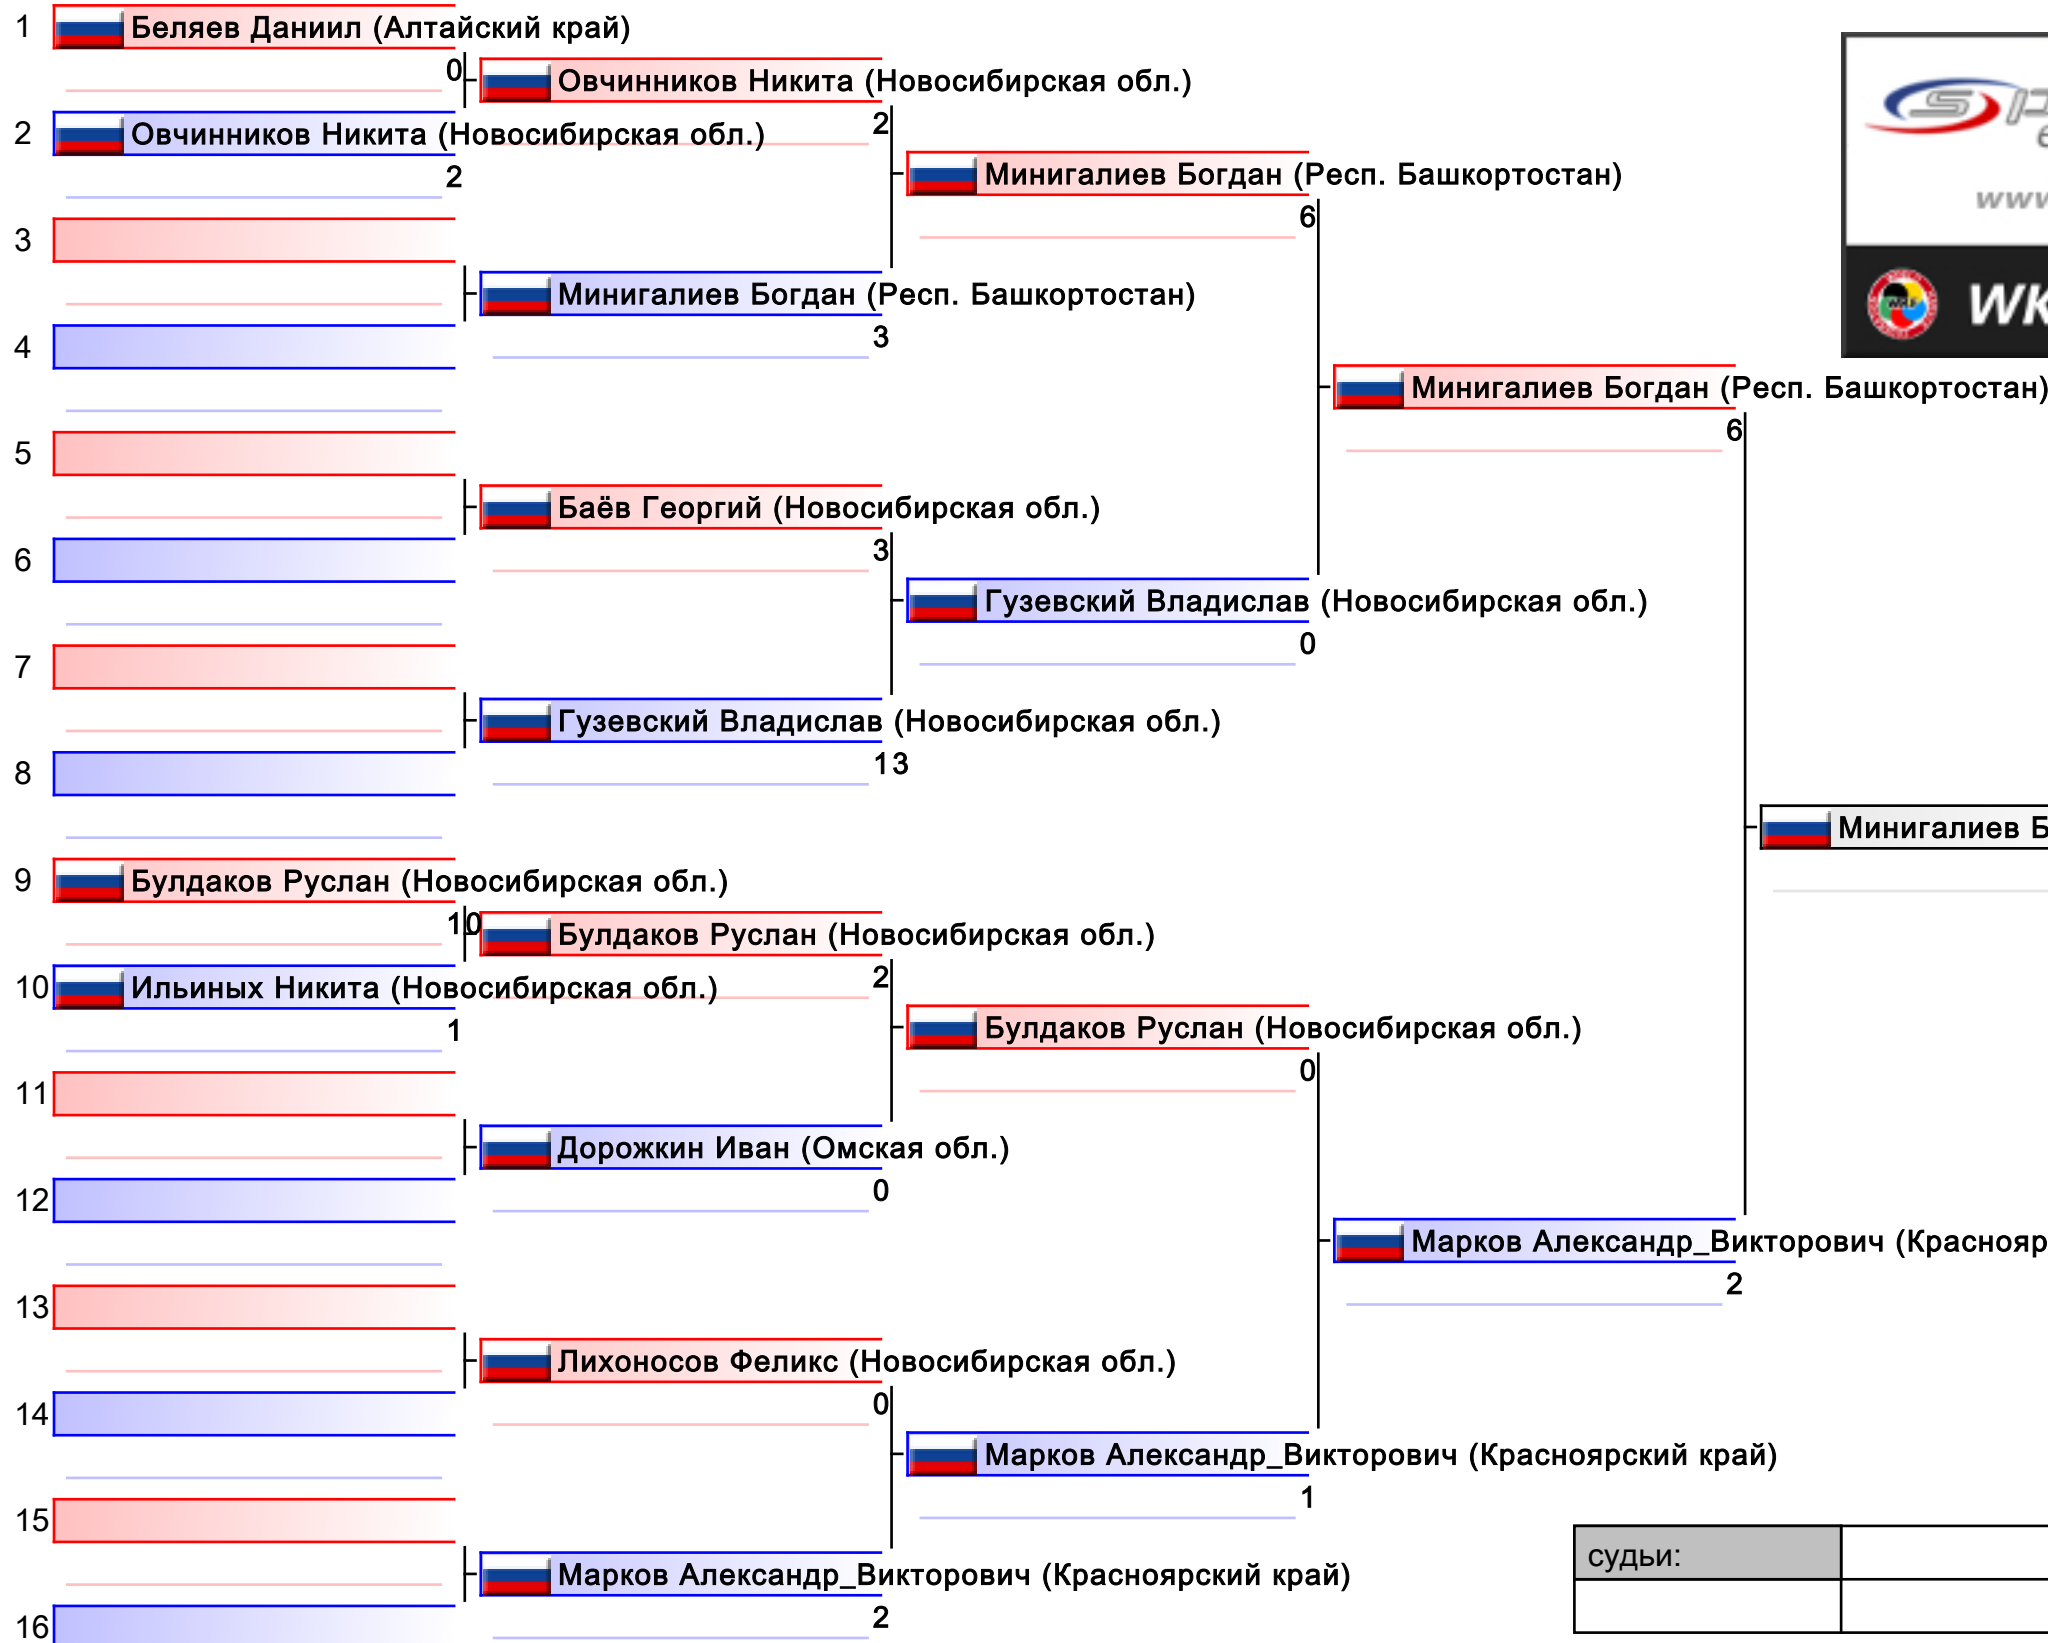 1
Беляев Даниил (Алтайский край)
0
Овчинников Никита (Новосибирская обл.)
2
2
Овчинников Никита (Новосибирская обл.)
2
Минигалиев Богдан (Респ. Башкортостан)
6
www
3
Минигалиев Богдан (Респ. Башкортостан)
3
WK
4
Минигалиев Богдан (Респ. Башкортостан)
6
5
Баёв Георгий (Новосибирская обл.)
3
6
Гузевский Владислав (Новосибирская обл.)
0
7
Гузевский Владислав (Новосибирская обл.)
13
8
Минигалиев Б
9
Булдаков Руслан (Новосибирская обл.)
10
Булдаков Руслан (Новосибирская обл.)
2
10
Ильиных Никита (Новосибирская обл.)
1
Булдаков Руслан (Новосибирская обл.)
0
11
Дорожкин Иван (Омская обл.)
0
12
Марков Александр_Викторович (Краснояр
2
13
Лихоносов Феликс (Новосибирская обл.)
0
14
Марков Александр_Викторович (Красноярский край)
1
15
судьи:
Марков Александр_Викторович (Красноярский край)
2
16